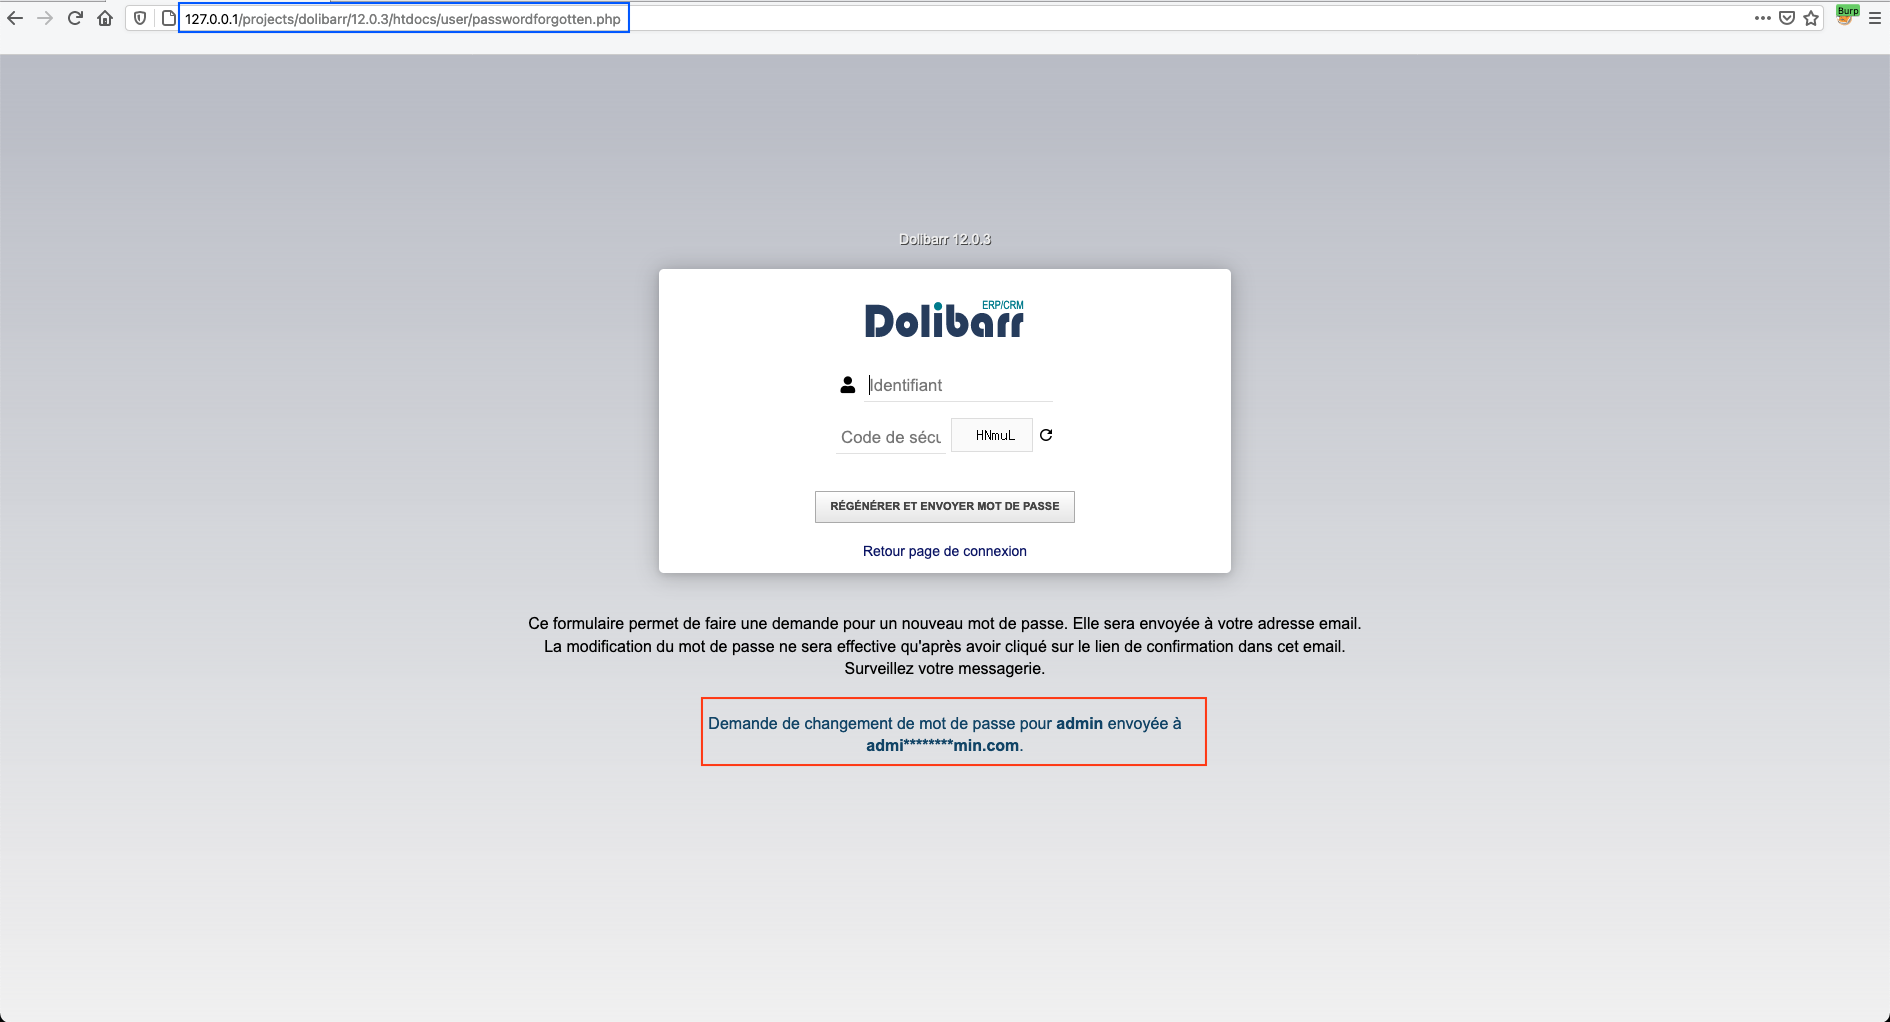 127.0.0.1/projects/dolibarr/12.0.3/htdocs/user/passwordforgotten.php
Burp
Dolibarr 12.0.3
ERP/CRM
Dolibarr
Identifiant
Code de sécu
HNmuL
RÉGÉNÉRER ET ENVOYER MOT DE PASSE
Retour page de connexion
Ce formulaire permet de faire une demande pour un nouveau mot de passe. Elle sera envoyée à votre adresse email.
La modification du mot de passe ne sera effective qu'après avoir cliqué sur le lien de confirmation dans cet email.
Surveillez votre messagerie.
Demande de changement de mot de passe pour admin envoyée à
admi********min.com.